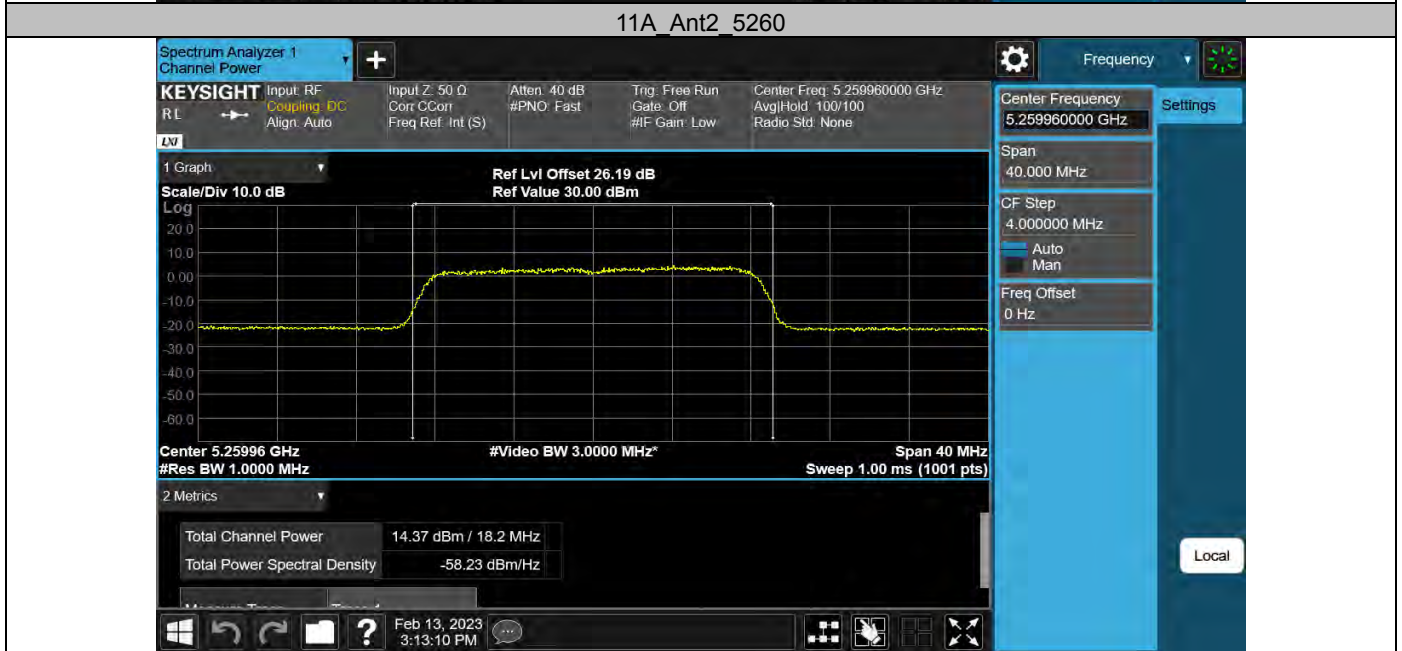 11A_Ant2_5260
Spectrum Analyzer 1
Channel Power
+
Frequency
KEYSIGHT
R L
LXI
Input: RF
Coupling: DC
Align: Auto
Input Z: 50 Ω
Corr CCorr
Freq Ref: Int (S)
Atten: 40 dB
#PNO: Fast
Trig: Free Run
Gate: Off
#IF Gain: Low
Center Freq: 5.259960000 GHz
Avg|Hold: 100/100
Radio Std: None
Center Frequency
5.259960000 GHz
Settings
Span
40.000 MHz
CF Step
4.000000 MHz
Auto
Man
Freq Offset
0 Hz
1 Graph
Scale/Div 10.0 dB
Ref Lvl Offset 26.19 dB
Ref Value 30.00 dBm
Log
20.0
10.0
0.00
-10.0
-20.0
-30.0
-40.0
-50.0
-60.0
Center 5.25996 GHz
#Video BW 3.0000 MHz*
Span 40 MHz
#Res BW 1.0000 MHz
Sweep 1.00 ms (1001 pts)
2 Metrics
Total Channel Power 14.37 dBm / 18.2 MHz
Total Power Spectral Density -58.23 dBm/Hz
Local
?
Feb 13, 2023
3:13:10 PM